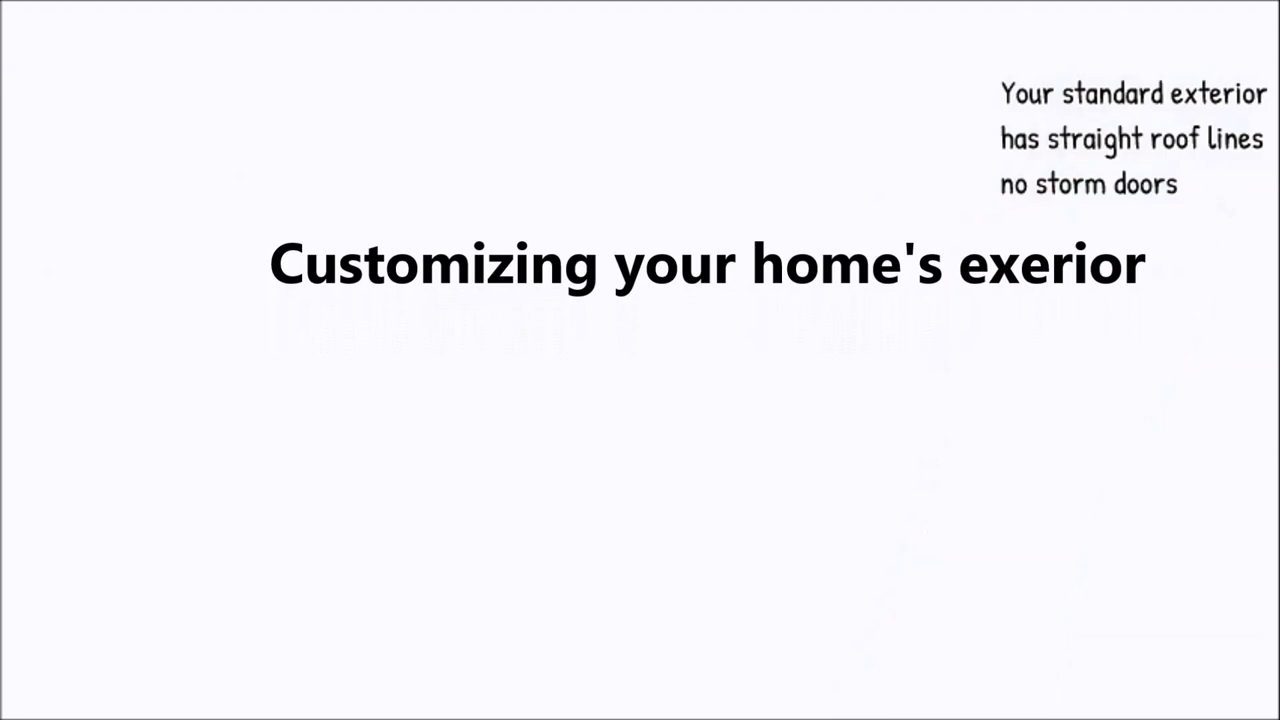 Your standard exterior
has straight roof lines
no storm doors
Customizing your home's exerior